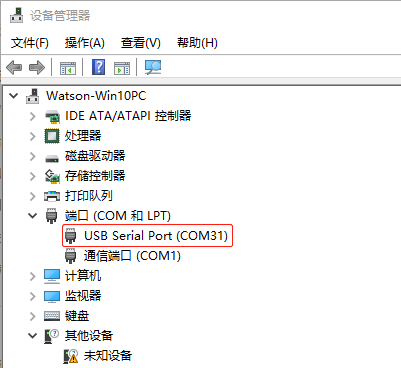 设备管理器
文件(F) 操作(A) 查看(V) 帮助(H)
Watson-Win10PC
IDE ATA/ATAPI 控制器
处理器
磁盘驱动器
存储控制器
打印队列
端口 (COM 和 LPT)
USB Serial Port (COM31)
通信端口 (COM1)
计算机
监视器
键盘
其他设备
未知设备